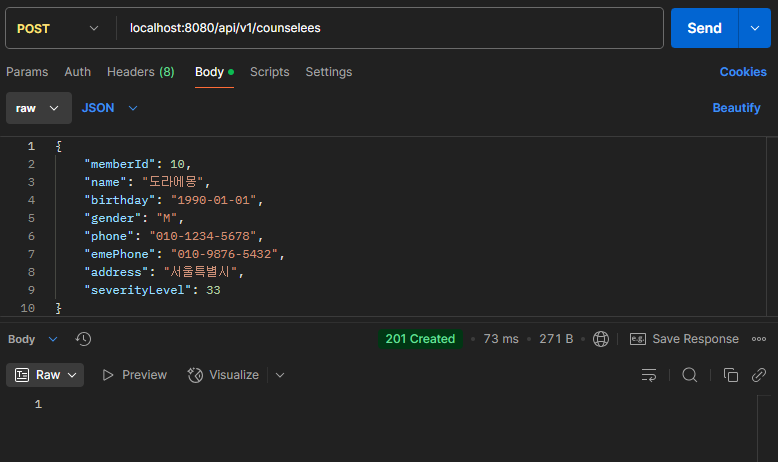 POST localhost:8080/api/v1/counselees Send
Params Auth Headers (8) Body Scripts Settings Cookies
raw JSON Beautify
1 {
2 "memberId": 10,
3 "name": "도라에몽",
4 "birthday": "1990-01-01",
5 "gender": "M",
6 "phone": "010-1234-5678",
7 "emePhone": "010-9876-5432",
8 "address": "서울특별시",
9 "severityLevel": 33
10 }
Body 201 Created 73 ms 271 B e.g. Save Response
Raw Preview Visualize
1